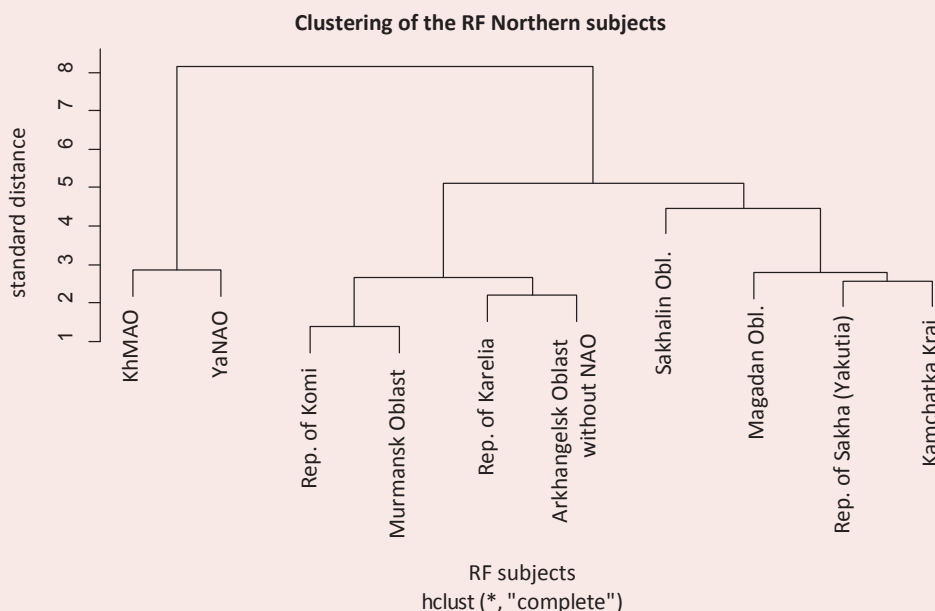 Clustering of the RF Northern subjects
standard distance
8
7
6
5
4
3
2
1
KhMAO
YaNAO
Rep. of Komi
Murmansk Oblast
Rep. of Karelia
Arkhangelsk Oblast
without NAO
Sakhalin Obl.
Magadan Obl.
Rep. of Sakha (Yakutia)
Kamchatka Krai
RF subjects
hclust (*, "complete")